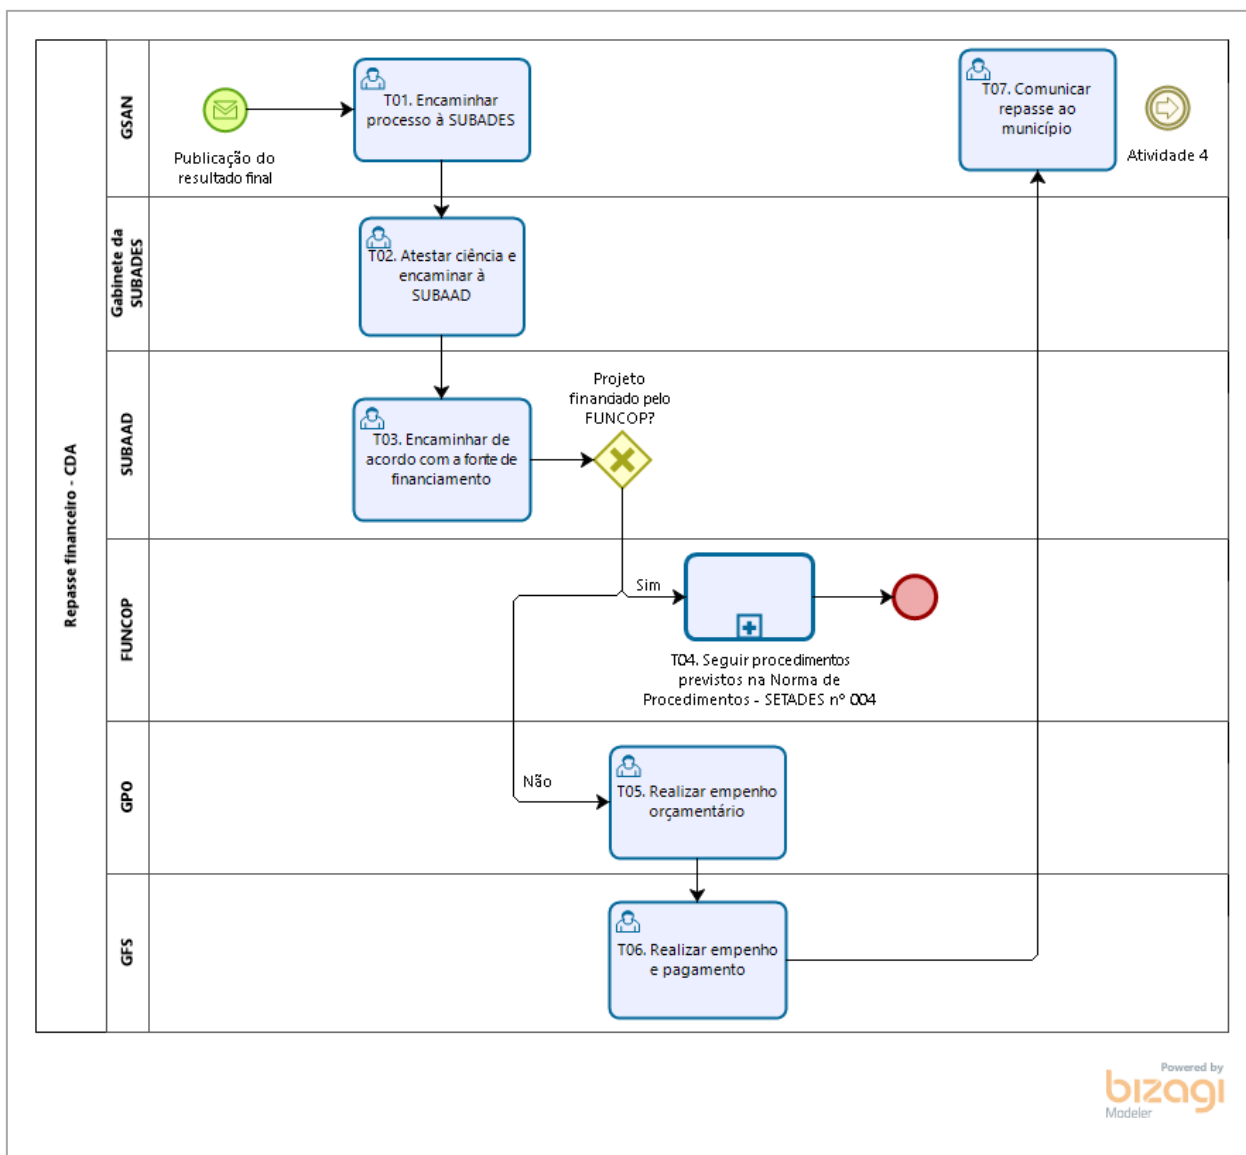 Repasse financeiro - CDA
GSAN
Publicação do
resultado final
T01. Encaminhar
processo à SUBADES
T07. Comunicar
repasse ao
município
Atividade 4
Gabinete da
SUBADES
T02. Atestar ciência e
encaminar à
SUBAAD
SUBAAD
T03. Encaminhar de
acordo com a fonte de
financiamento
Projeto
financiado pelo
FUNCOP?
FUNCOP
Sim
T04. Seguir procedimentos
previstos na Norma de
Procedimentos - SETADES nº 004
GPO
Não
T05. Realizar empenho
orçamentário
GFS
T06. Realizar empenho
e pagamento
Powered by
bizagi
Modeler